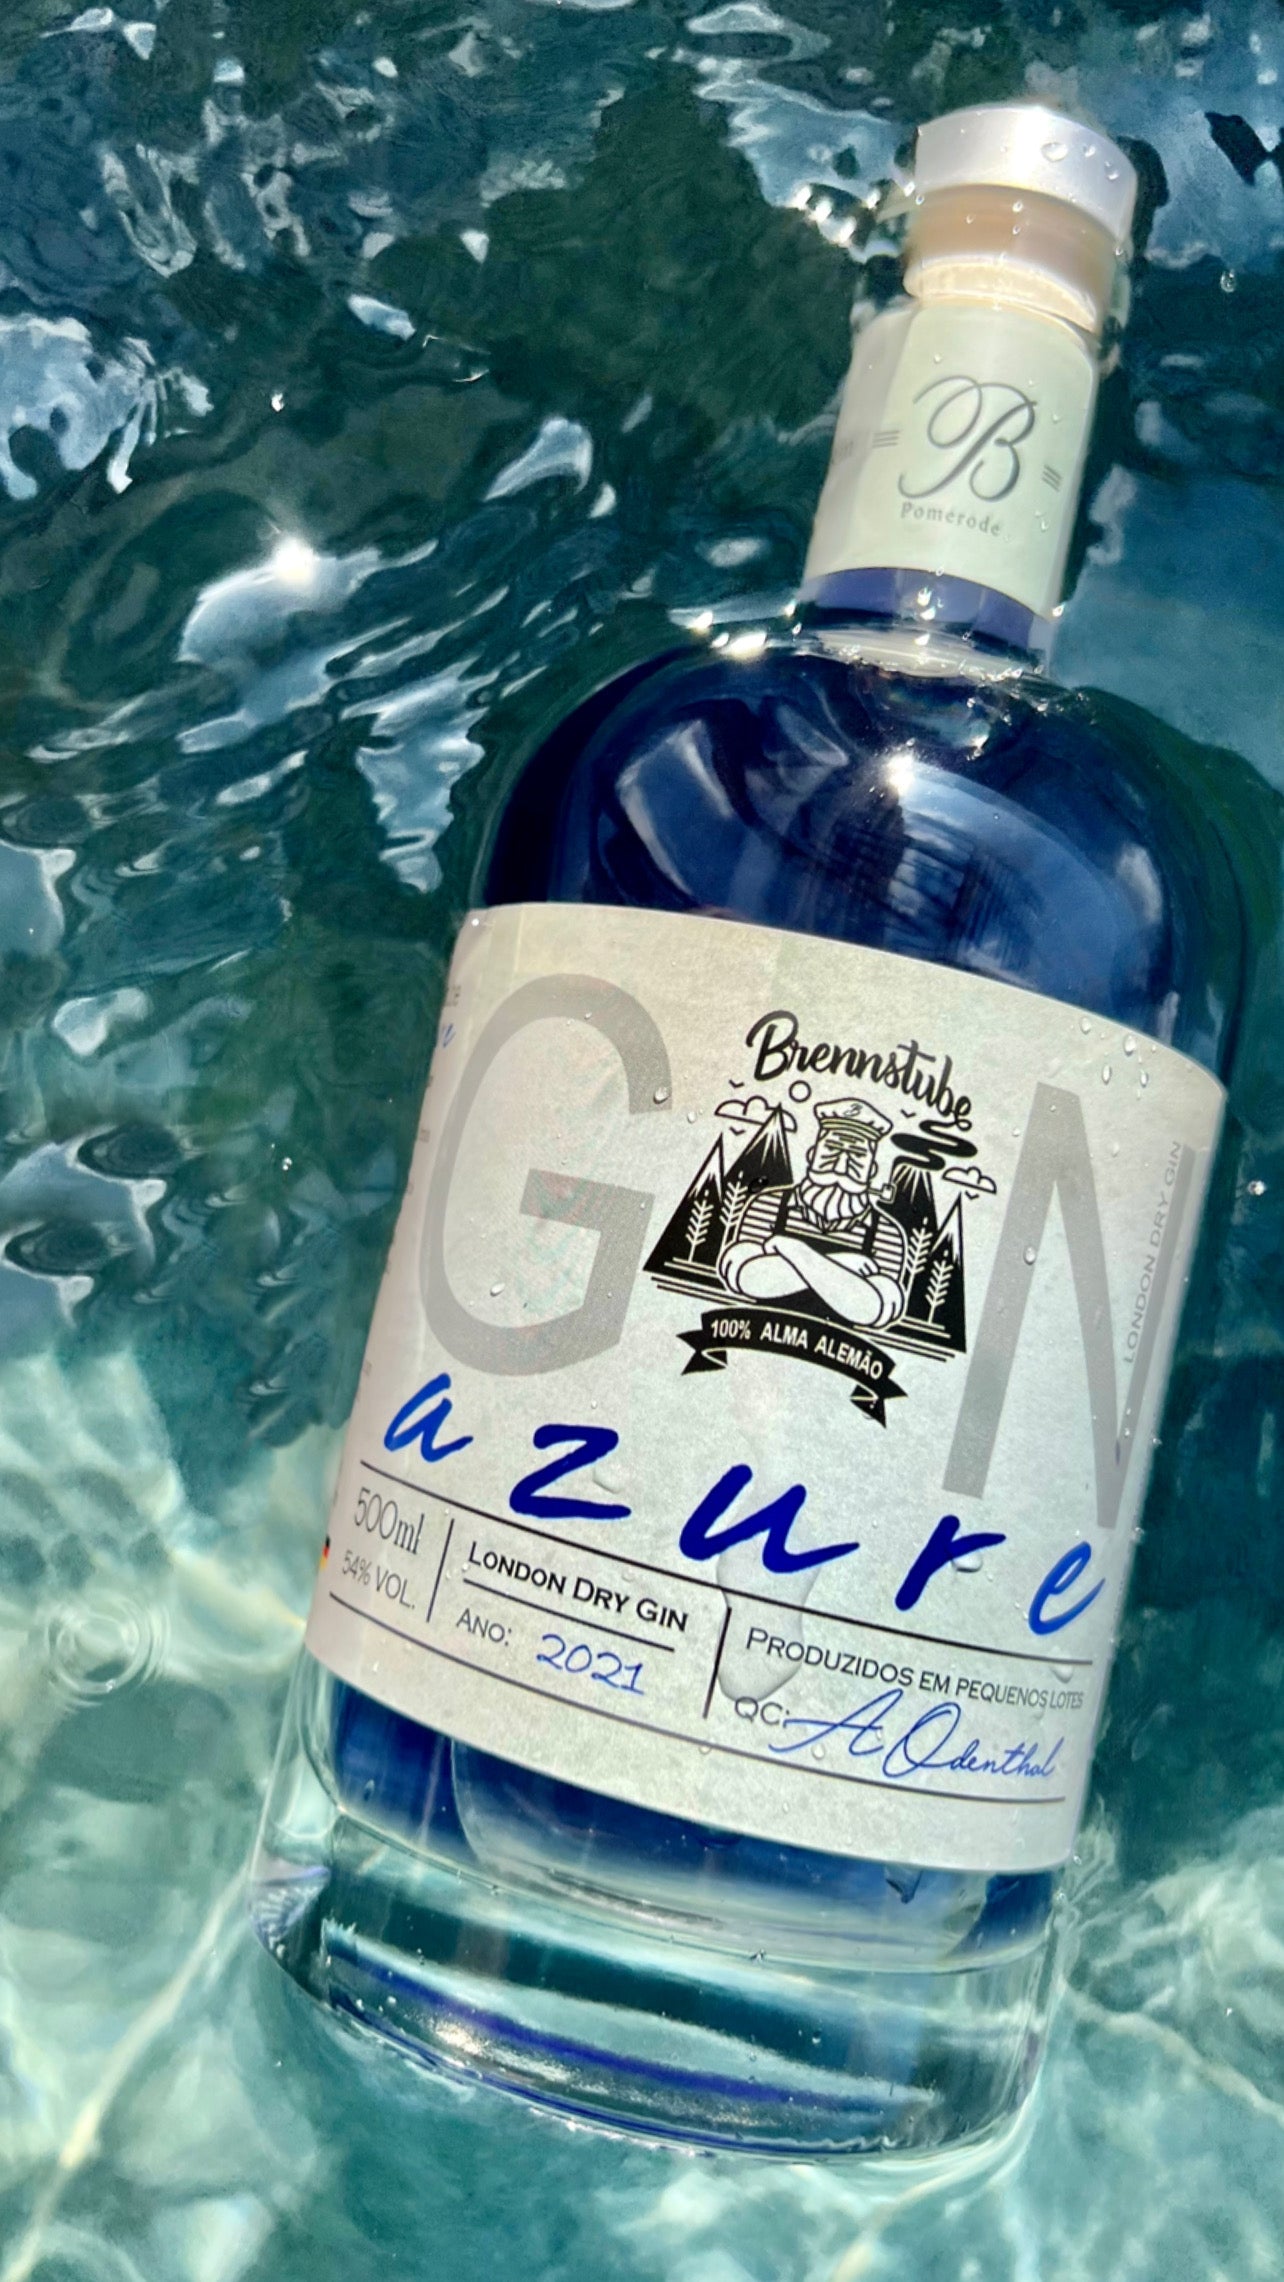 B
Pomerode
GIN
Brennstube
100% ALMA ALEMÃO
LONDON DRY GIN
azure
500ml
54% VOL.
LONDON DRY GIN
ANO: 2021
PRODUZIDOS EM PEQUENOS LOTES
QC: A Odenthal